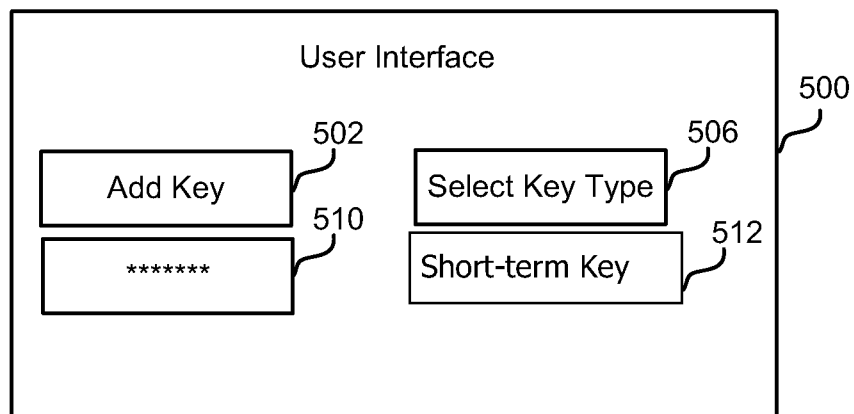 User Interface
500
502
506
Add Key
Select Key Type
510
512
*******
Short-term Key